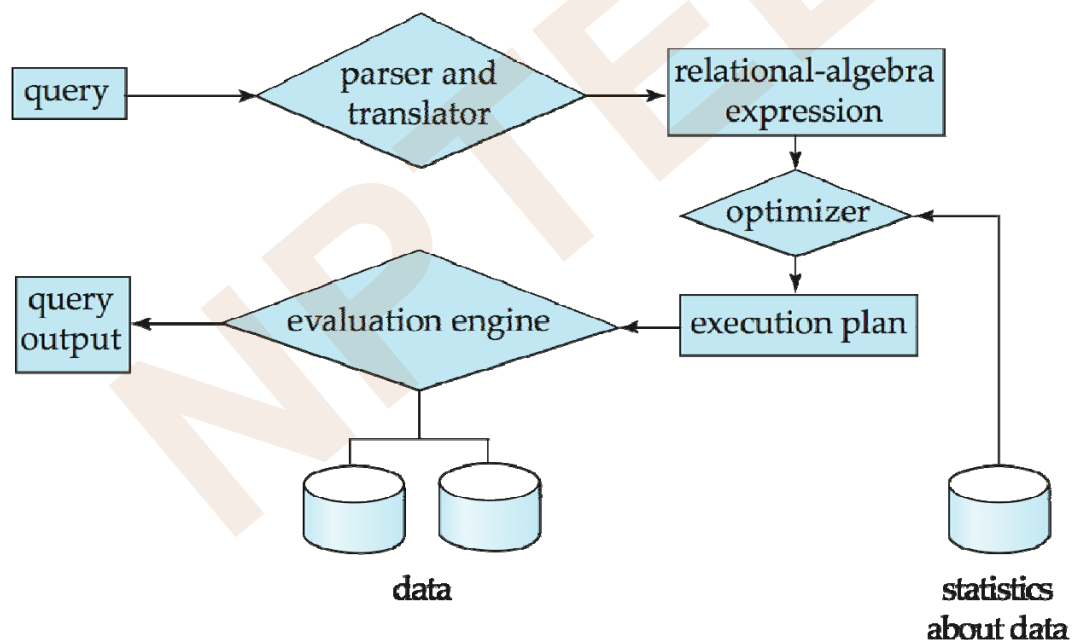 query
parser and
translator
relational-algebra
expression
optimizer
query
output
evaluation engine
execution plan
data
statistics
about data
NPTEL